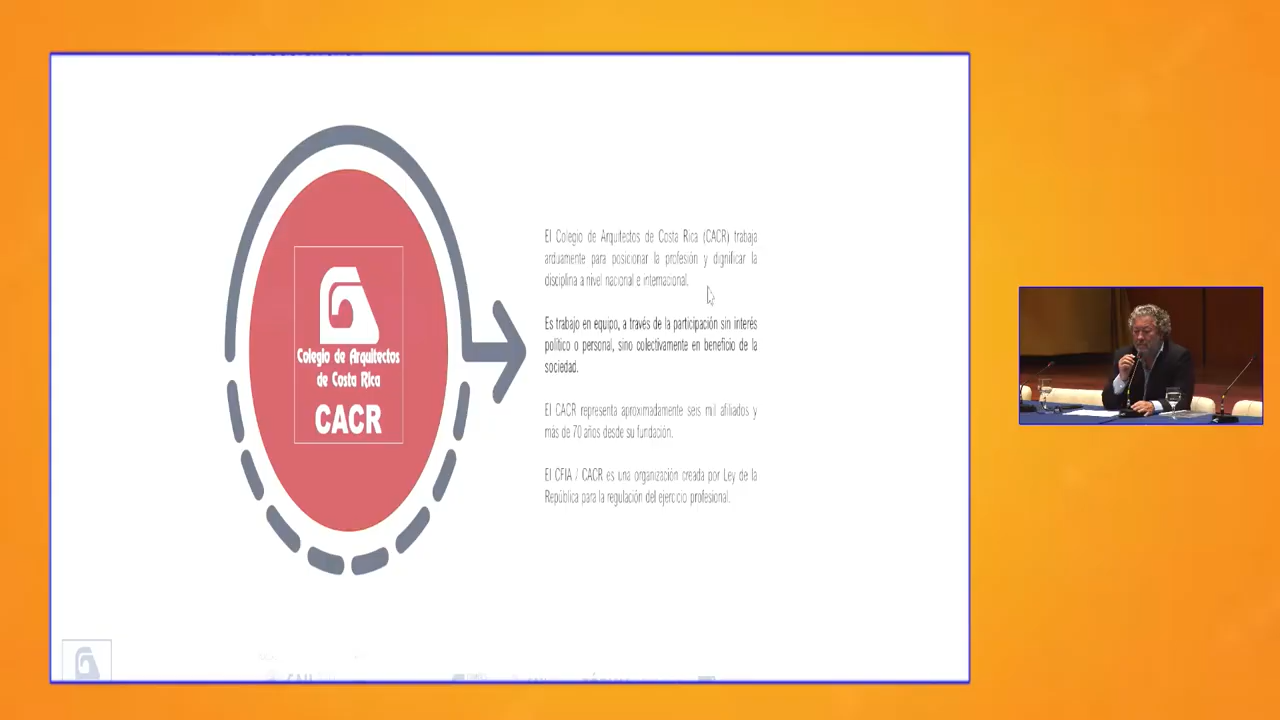 Colegio de Arquitectos
de Costa Rica
CACR
El Colegio de Arquitectos de Costa Rica (CACR) trabaja
arduamente para posicionar la profesión y dignificar la
disciplina a nivel nacional e internacional.
Es trabajo en equipo, a través de la participación sin interés
político o personal, sino colectivamente en beneficio de la
sociedad.
El CACR representa aproximadamente seis mil afiliados y
más de 70 años desde su fundación.
El CFIA / CACR es una organización creada por Ley de la
República para la regulación del ejercicio profesional.